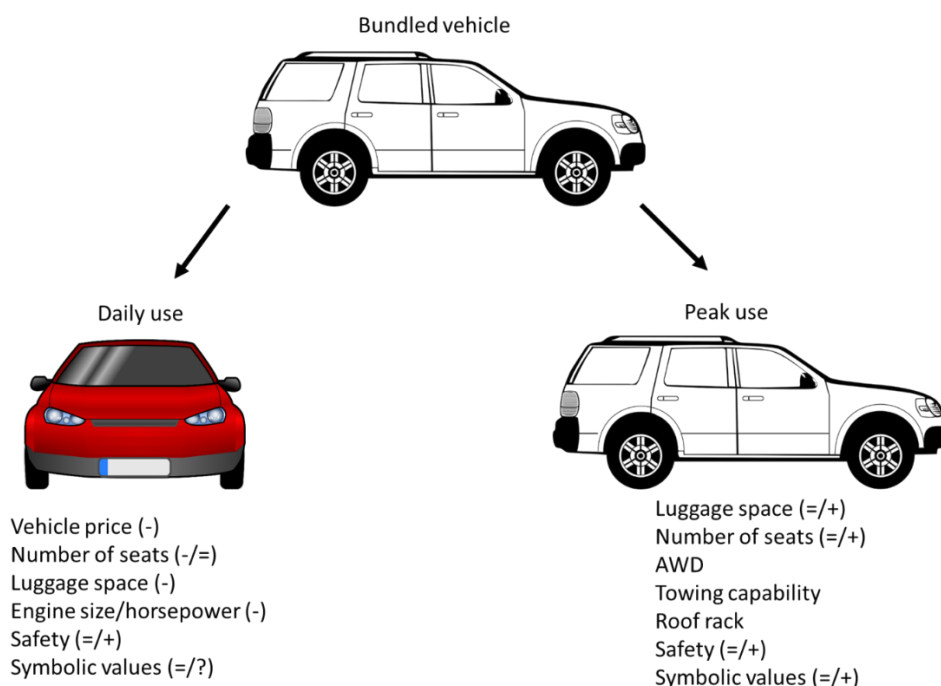 Bundled vehicle
Daily use
Vehicle price (-)
Number of seats (-/=)
Luggage space (-)
Engine size/horsepower (-)
Safety (=/+)
Symbolic values (=/?)
Peak use
Luggage space (=/+)
Number of seats (=/+)
AWD
Towing capability
Roof rack
Safety (=/+)
Symbolic values (=/+)